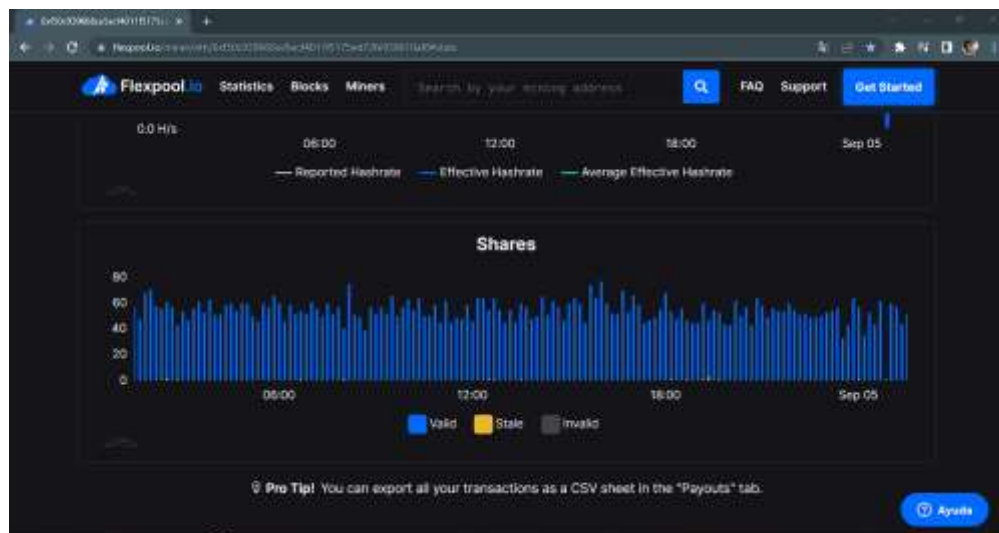 Flexpool.io Statistics Blocks Miners Search by your mining address FAQ Support Get Started
0.0 H/s
06:00 12:00 18:00 Sep 05
Reported Hashrate Effective Hashrate Average Effective Hashrate
Shares
80
60
40
20
0
06:00 12:00 18:00 Sep 05
Valid Stale Invalid
Pro Tip! You can export all your transactions as a CSV sheet in the "Payouts" tab.
Ayuda